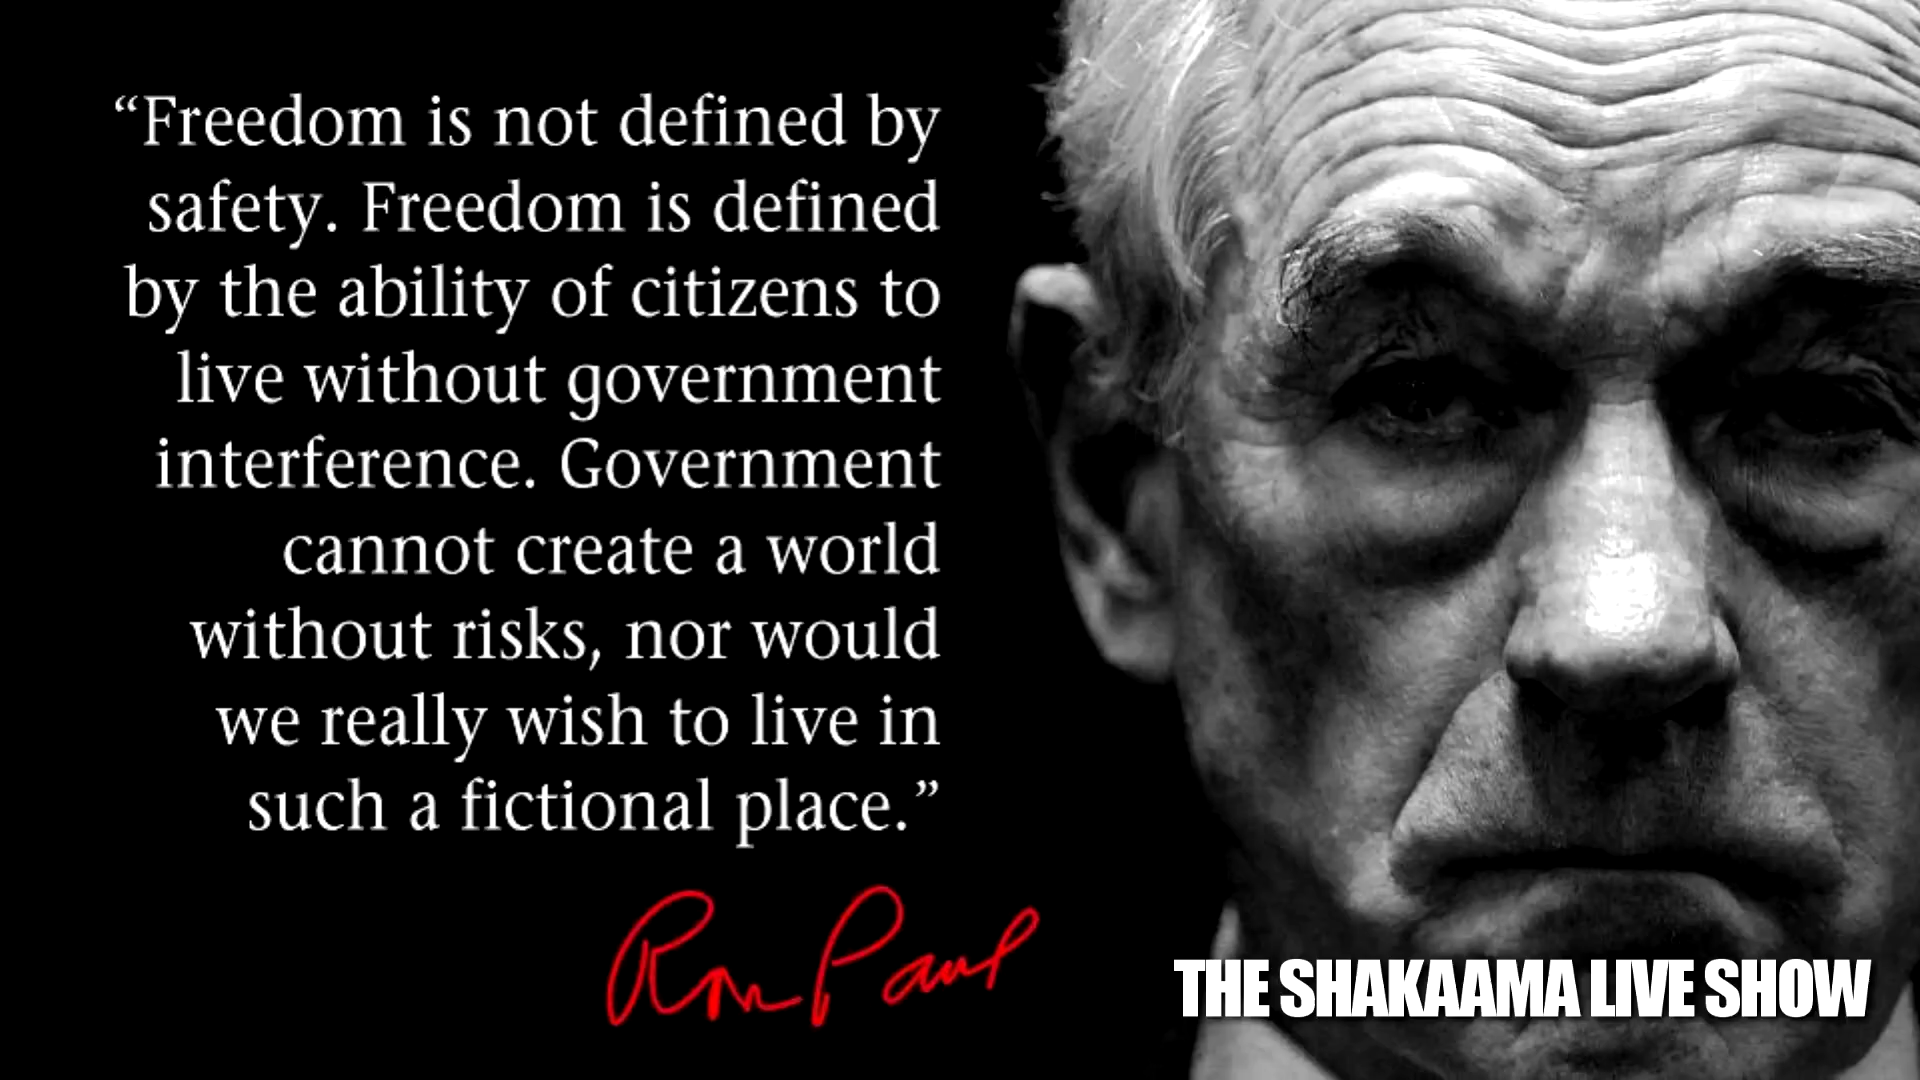 “Freedom is not defined by
safety. Freedom is defined
by the ability of citizens to
live without government
interference. Government
cannot create a world
without risks, nor would
we really wish to live in
such a fictional place.”
Ron Paul
THE SHAKAAMA LIVE SHOW